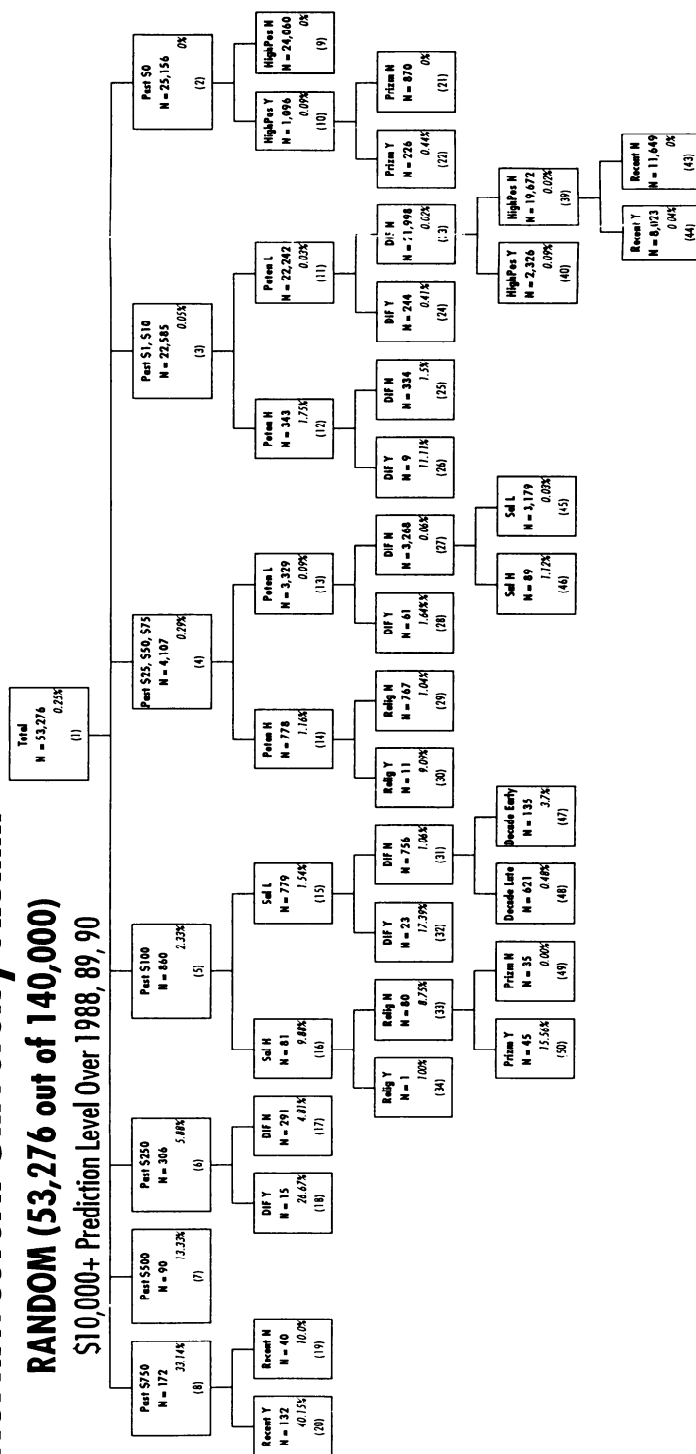 RANDOM (53,276 out of 140,000)
$10,000+ Prediction Level Over 1988, 89, 90
Total
N = 53,276
0.25%
(1)
Past $750
N = 172
33.14%
(8)
Past $500
N = 90
13.33%
(7)
Past $250
N = 306
5.88%
(6)
Past $100
N = 860
2.33%
(5)
Past $25, $50, $75
N = 4,107
0.29%
(4)
Past $1, $10
N = 22,585
0.05%
(3)
Past $0
N = 25,156
0%
(2)
Recent Y
N = 132
40.15%
(20)
Recent N
N = 40
10.0%
(19)
DIF Y
N = 15
26.67%
(18)
DIF N
N = 291
4.81%
(17)
Sal H
N = 81
9.88%
(16)
Sal L
N = 779
1.54%
(15)
Poten H
N = 778
1.16%
(14)
Poten L
N = 3,329
0.09%
(13)
Poten H
N = 343
1.75%
(12)
Poten L
N = 22,242
0.03%
(11)
HighPos Y
N = 1,096
0.09%
(10)
HighPos N
N = 24,060
0%
(9)
Relig Y
N = 1
100%
(34)
Relig N
N = 80
8.75%
(33)
DIF Y
N = 23
17.39%
(32)
DIF N
N = 756
1.06%
(31)
Relig Y
N = 11
9.09%
(30)
Relig N
N = 767
1.04%
(29)
DIF Y
N = 61
1.64%%
(28)
DIF N
N = 3,268
0.06%
(27)
DIF Y
N = 9
11.11%
(26)
DIF N
N = 334
1.5%
(25)
DIF Y
N = 244
0.41%
(24)
DIF N
N = 21,998
0.02%
(23)
Prizm Y
N = 226
0.44%
(22)
Prizm N
N = 870
0%
(21)
Prizm Y
N = 45
15.56%
(50)
Prizm N
N = 35
0.00%
(49)
Decade Late
N = 621
0.48%
(48)
Decade Early
N = 135
3.7%
(47)
Sal H
N = 89
1.12%
(46)
Sal L
N = 3,179
0.03%
(45)
HighPos Y
N = 2,326
0.09%
(40)
HighPos N
N = 19,672
0.02%
(39)
Recent Y
N = 8,023
0.04%
(44)
Recent N
N = 11,649
0%
(43)